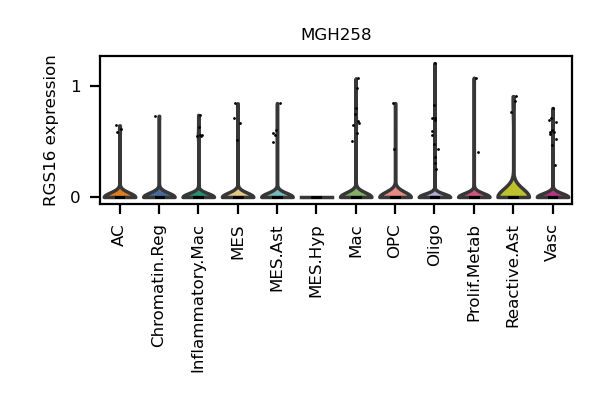 MGH258
RGS16 expression
1
0
AC
Chromatin.Reg
Inflammatory.Mac
MES
MES.Ast
MES.Hyp
Mac
OPC
Oligo
Prolif.Metab
Reactive.Ast
Vasc